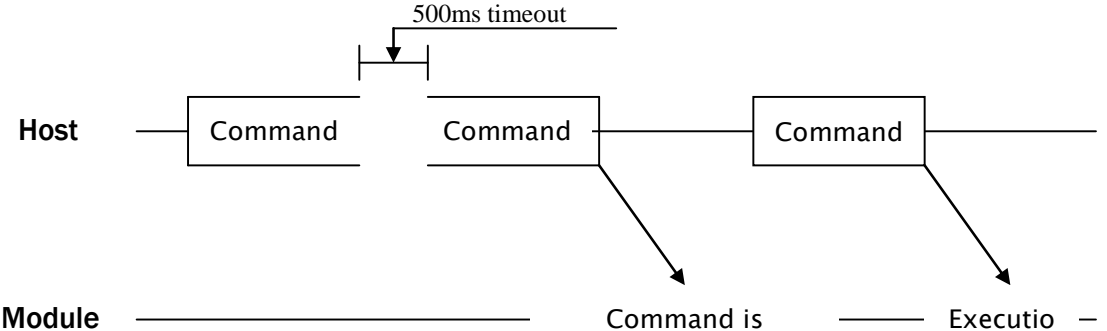 500ms timeout
Host Command Command Command
Module Command is Executio